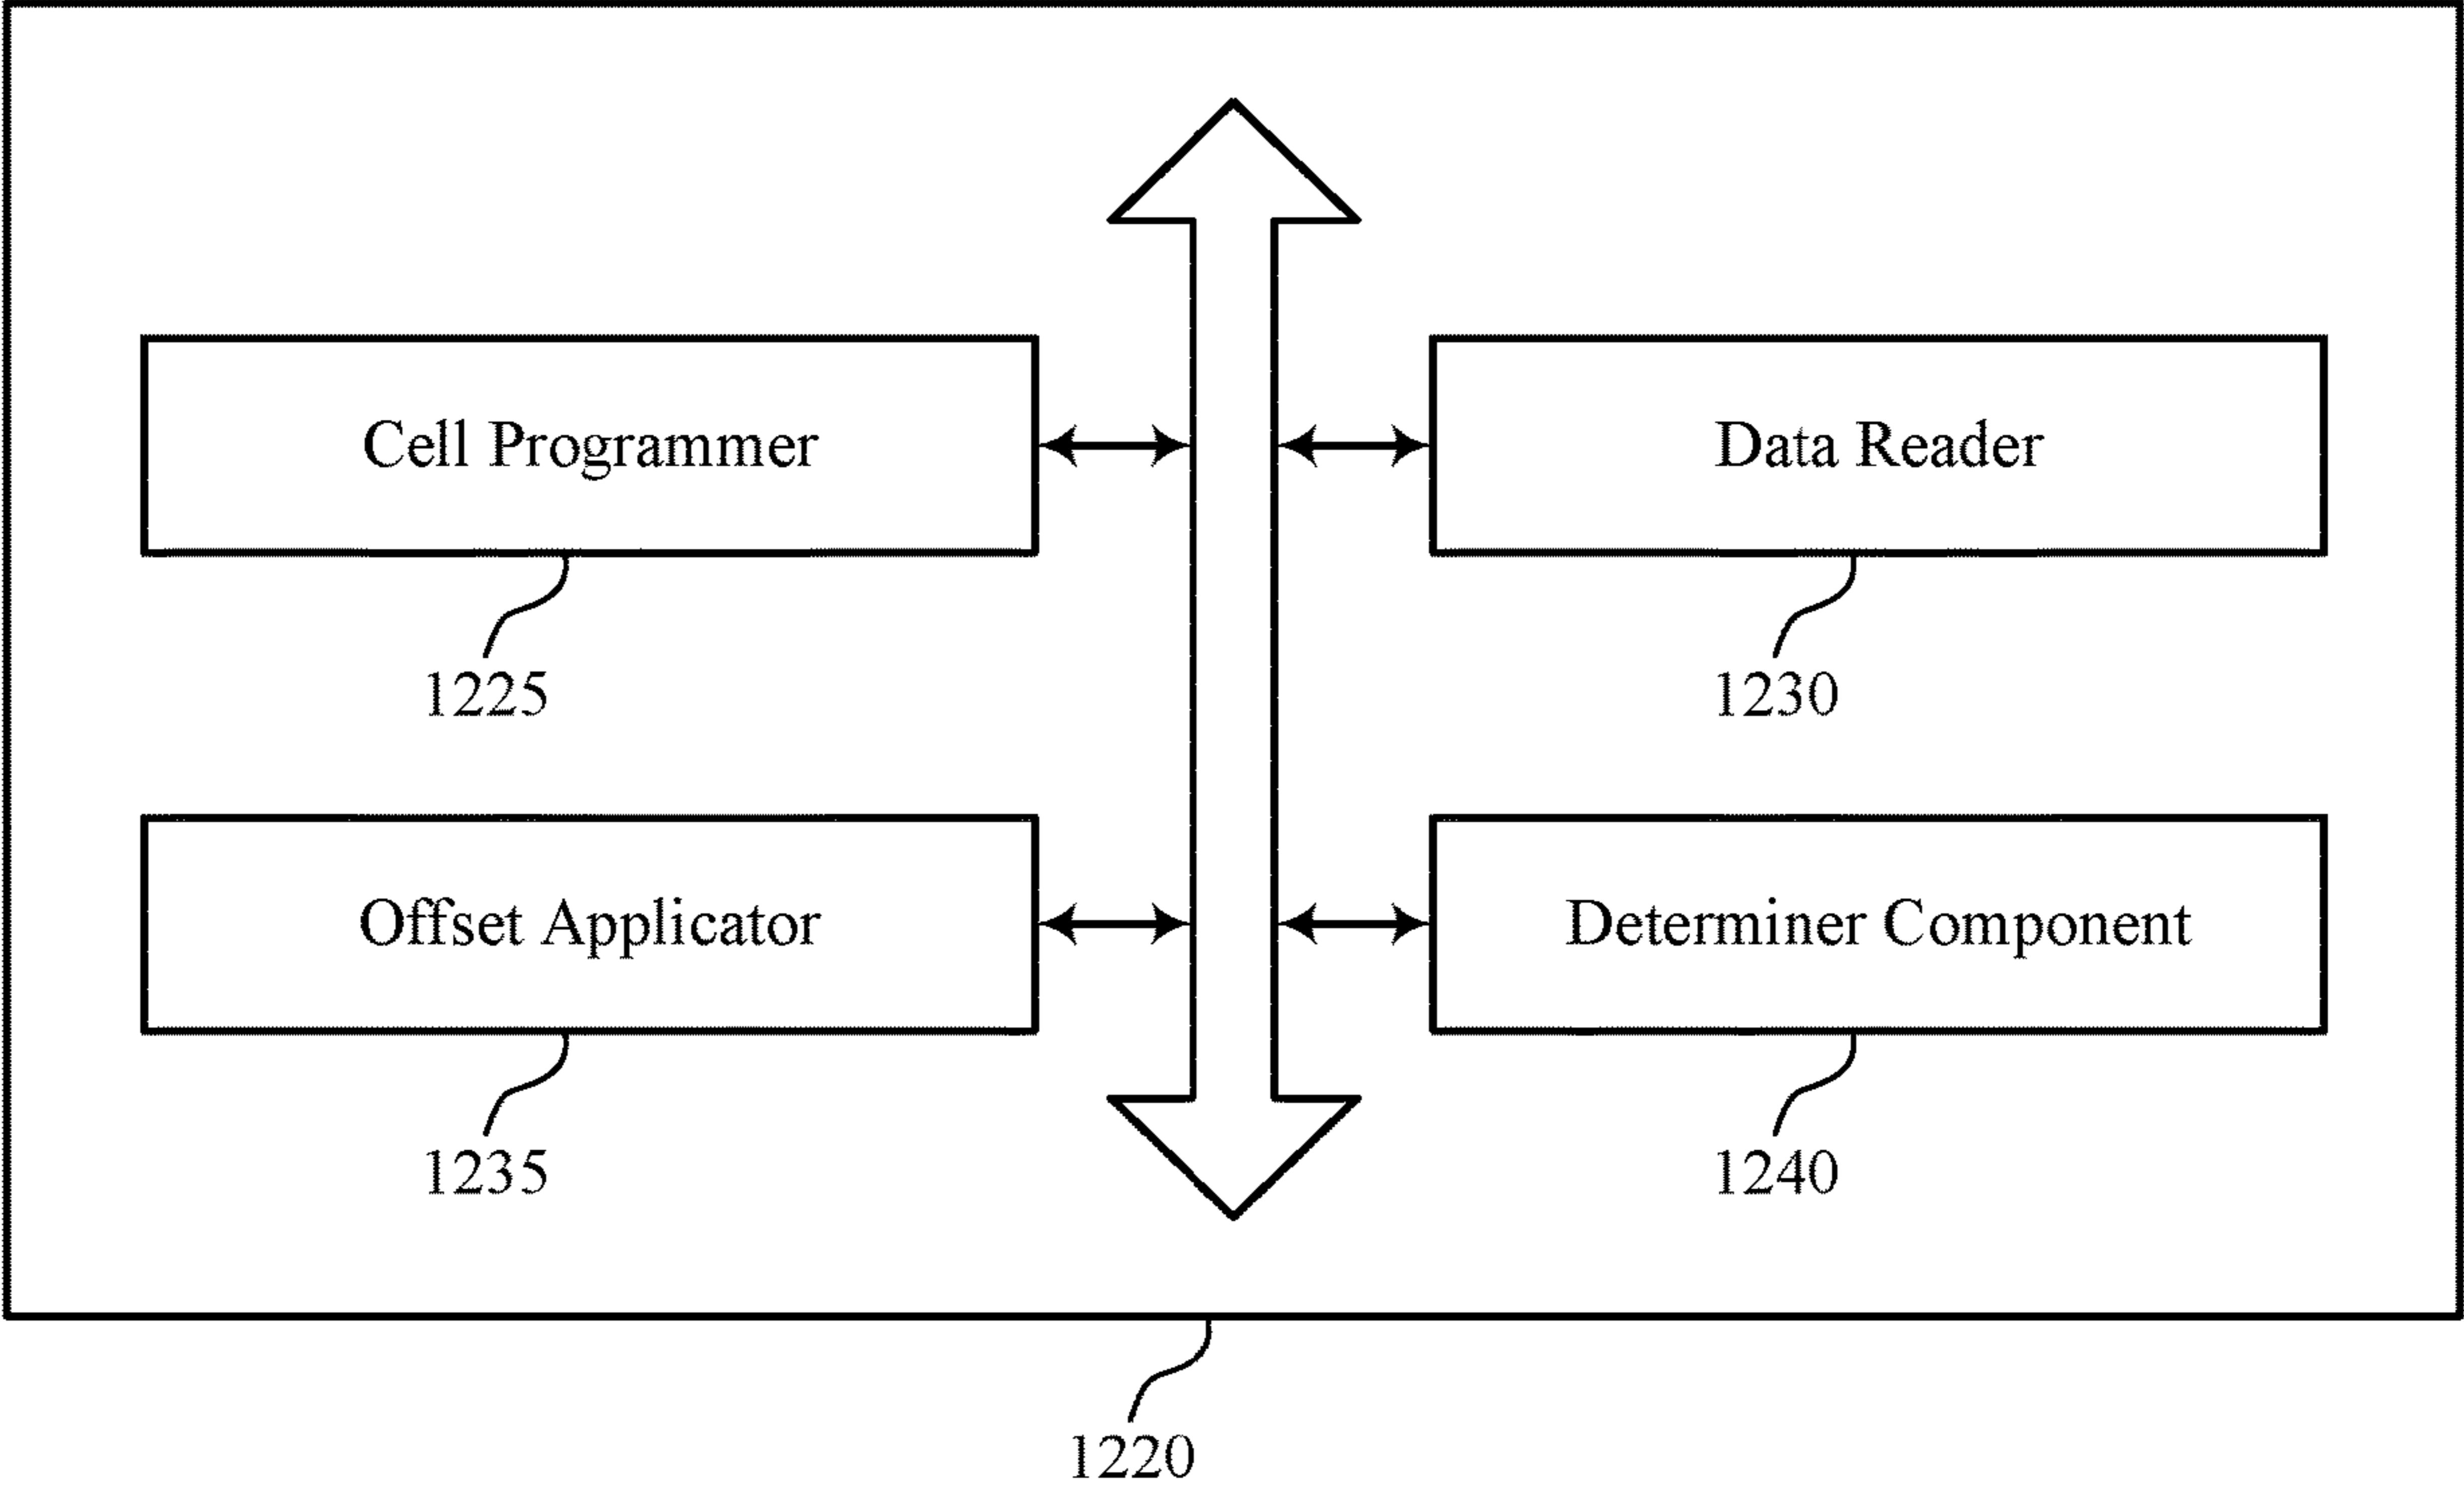 Cell Programmer
Data Reader
1225
1230
Offset Applicator
Determiner Component
1235
1240
1220